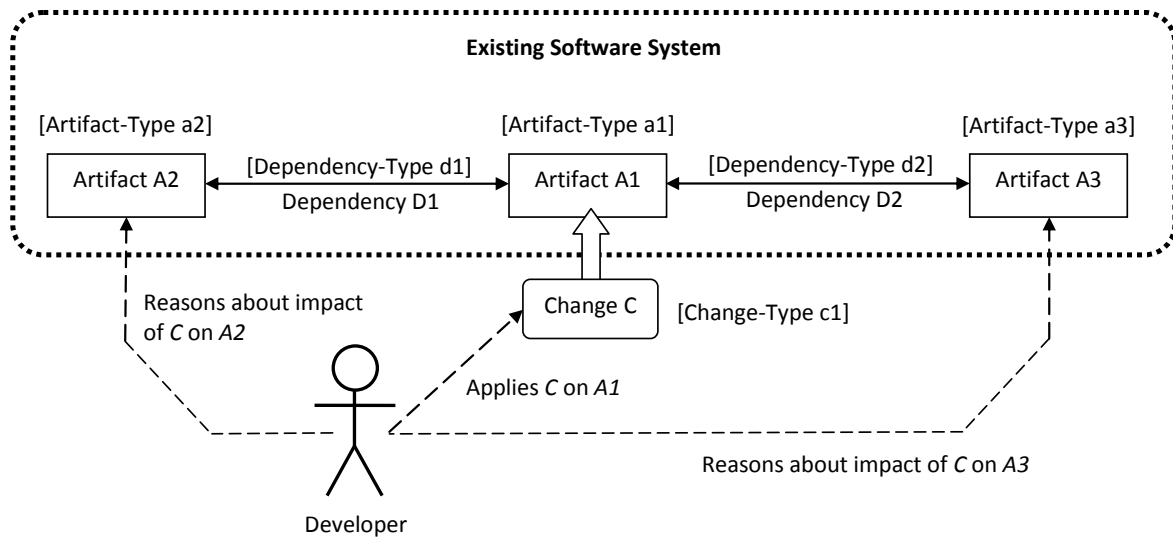 Existing Software System
[Artifact-Type a2]
[Artifact-Type a1]
[Artifact-Type a3]
Artifact A2
[Dependency-Type d1]
Dependency D1
Artifact A1
[Dependency-Type d2]
Dependency D2
Artifact A3
Reasons about impact
of C on A2
Change C
[Change-Type c1]
Applies C on A1
Reasons about impact of C on A3
Developer